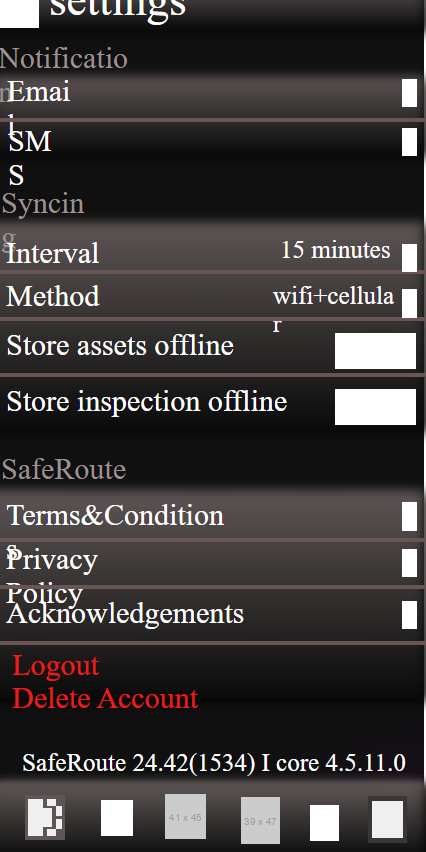 settings
Notificatio
n
Emai
l
SM
S
Syncin
g
Interval 15 minutes
Method wifi+cellula
r
Store assets offline
Store inspection offline
SafeRoute
Terms&Condition
s
Privacy
Policy
Acknowledgements
Logout
Delete Account
SafeRoute 24.42(1534) I core 4.5.11.0
41 x 45 39 x 47